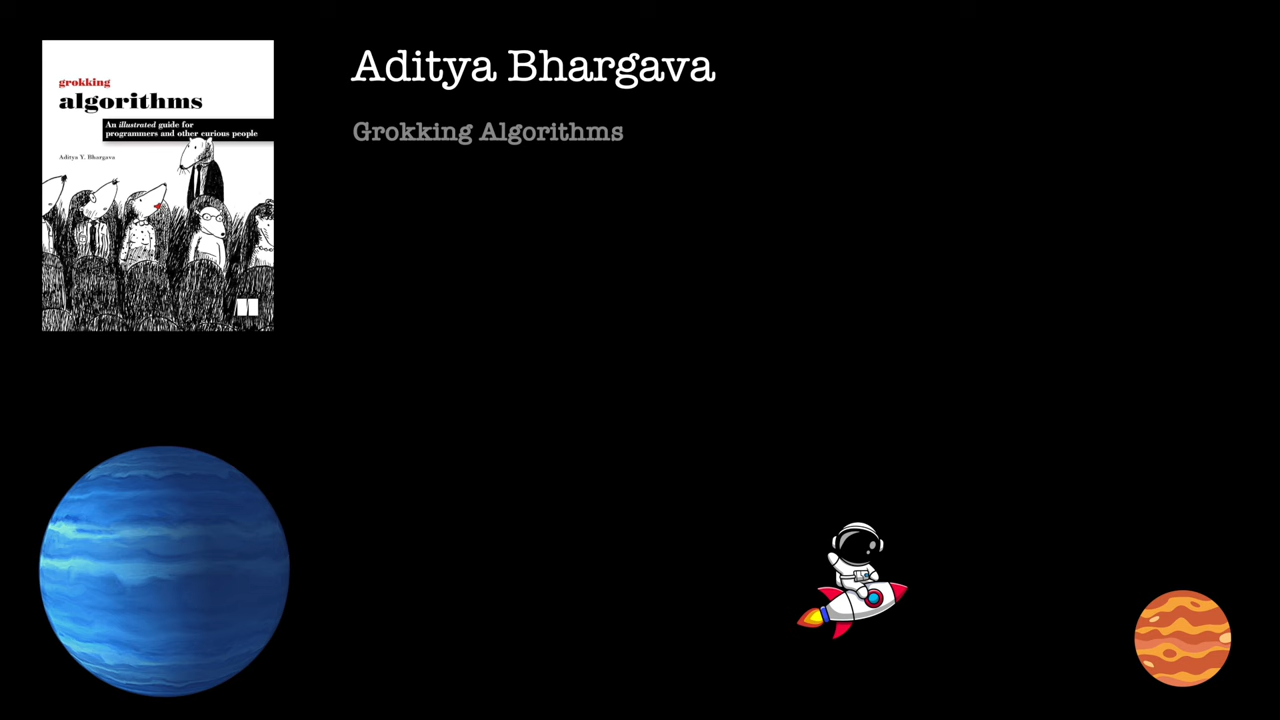 Aditya Bhargava
Grokking Algorithms
grokking
algorithms
An illustrated guide for
programmers and other curious people
Aditya Y. Bhargava